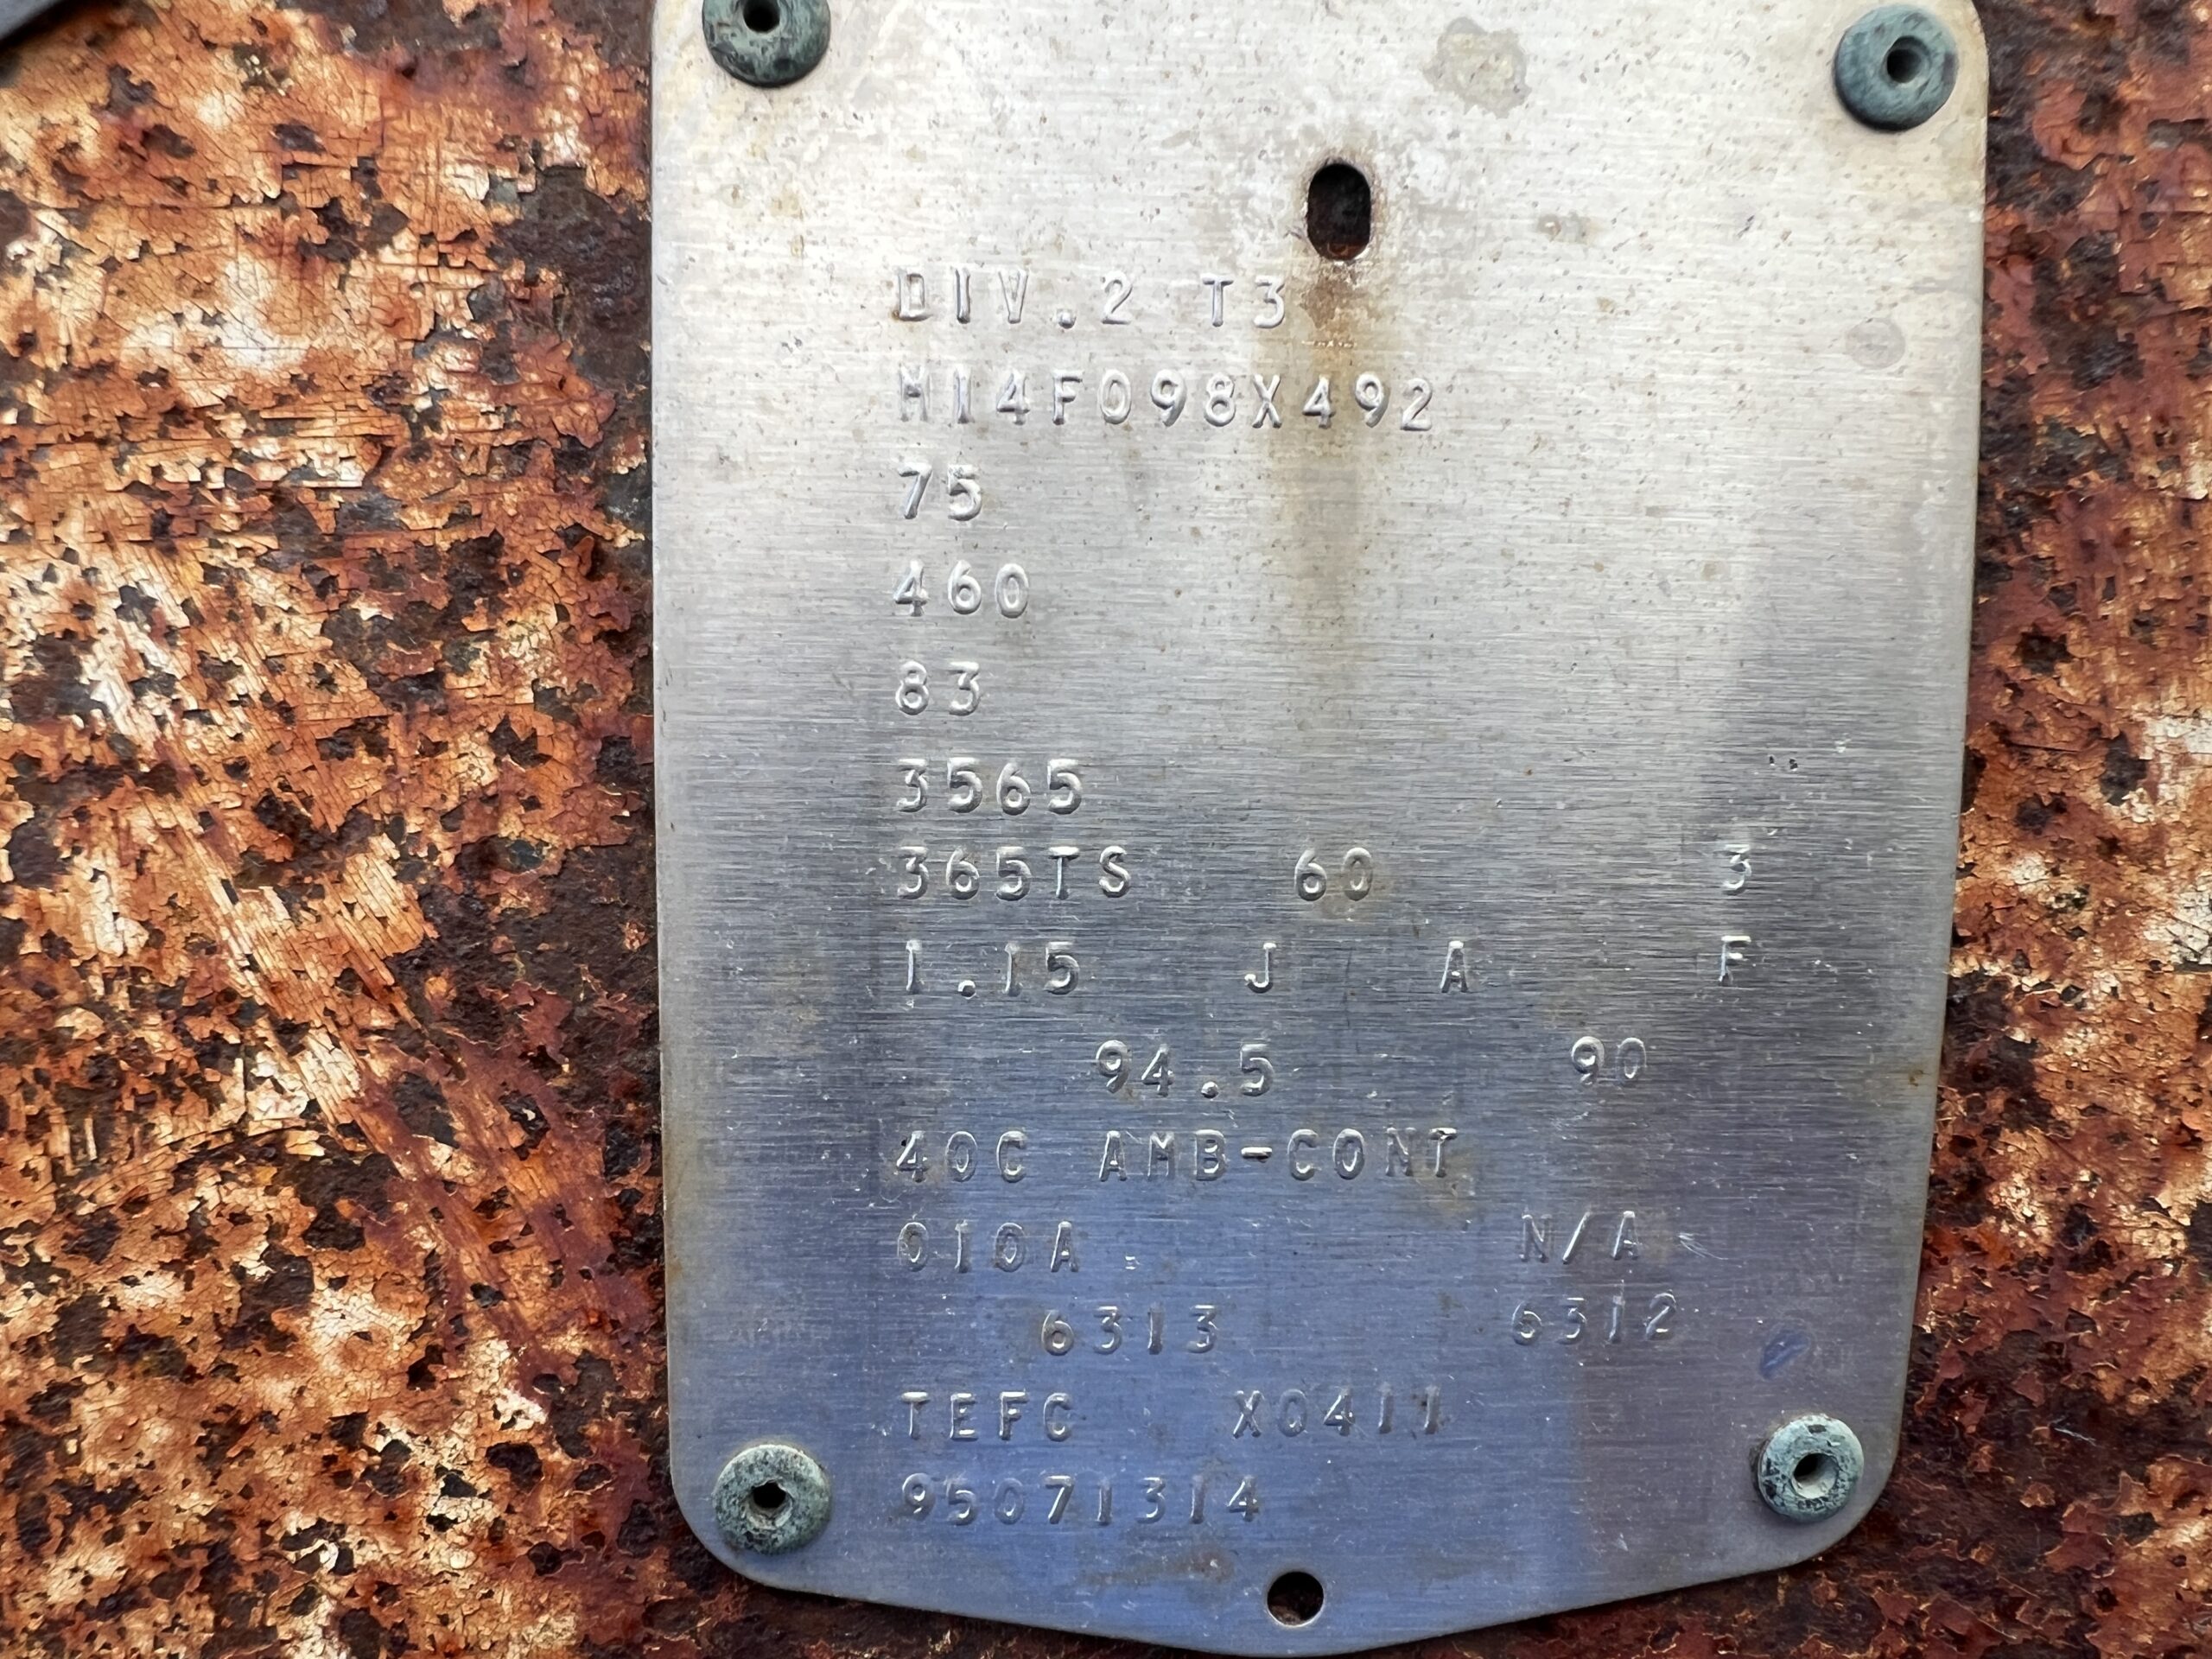 DIV.2 T3
M14F098X492
75
460
83
3565
365TS 60 3
1.15 J A F
94.5 90
40C AMB-CONT
010A N/A
6313 6312
TEFC X0411
95071314